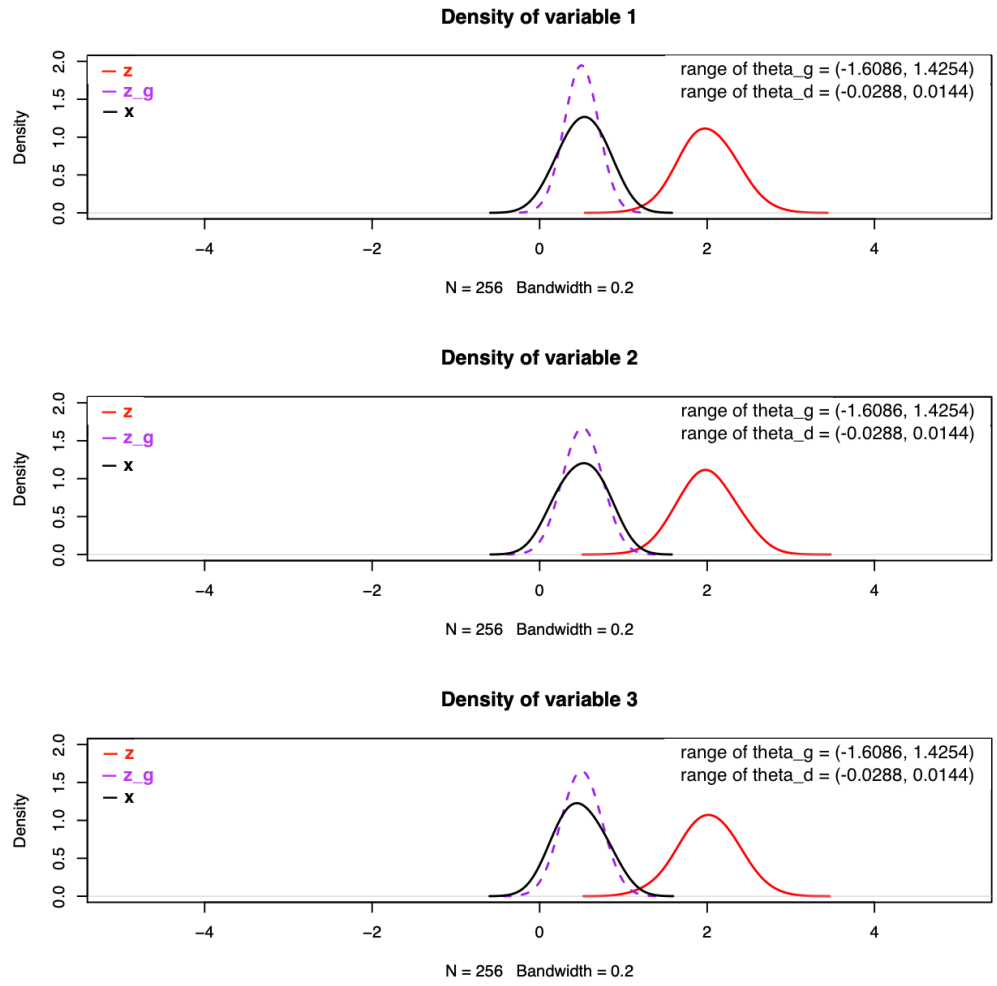 Density of variable 1
Density
2.0
1.5
1.0
0.5
0.0
z
z_g
x
range of theta_g = (-1.6086, 1.4254)
range of theta_d = (-0.0288, 0.0144)
−4 −2 0 2 4
N = 256 Bandwidth = 0.2
Density of variable 2
Density
2.0
1.5
1.0
0.5
0.0
z
z_g
x
range of theta_g = (-1.6086, 1.4254)
range of theta_d = (-0.0288, 0.0144)
−4 −2 0 2 4
N = 256 Bandwidth = 0.2
Density of variable 3
Density
2.0
1.5
1.0
0.5
0.0
z
z_g
x
range of theta_g = (-1.6086, 1.4254)
range of theta_d = (-0.0288, 0.0144)
−4 −2 0 2 4
N = 256 Bandwidth = 0.2